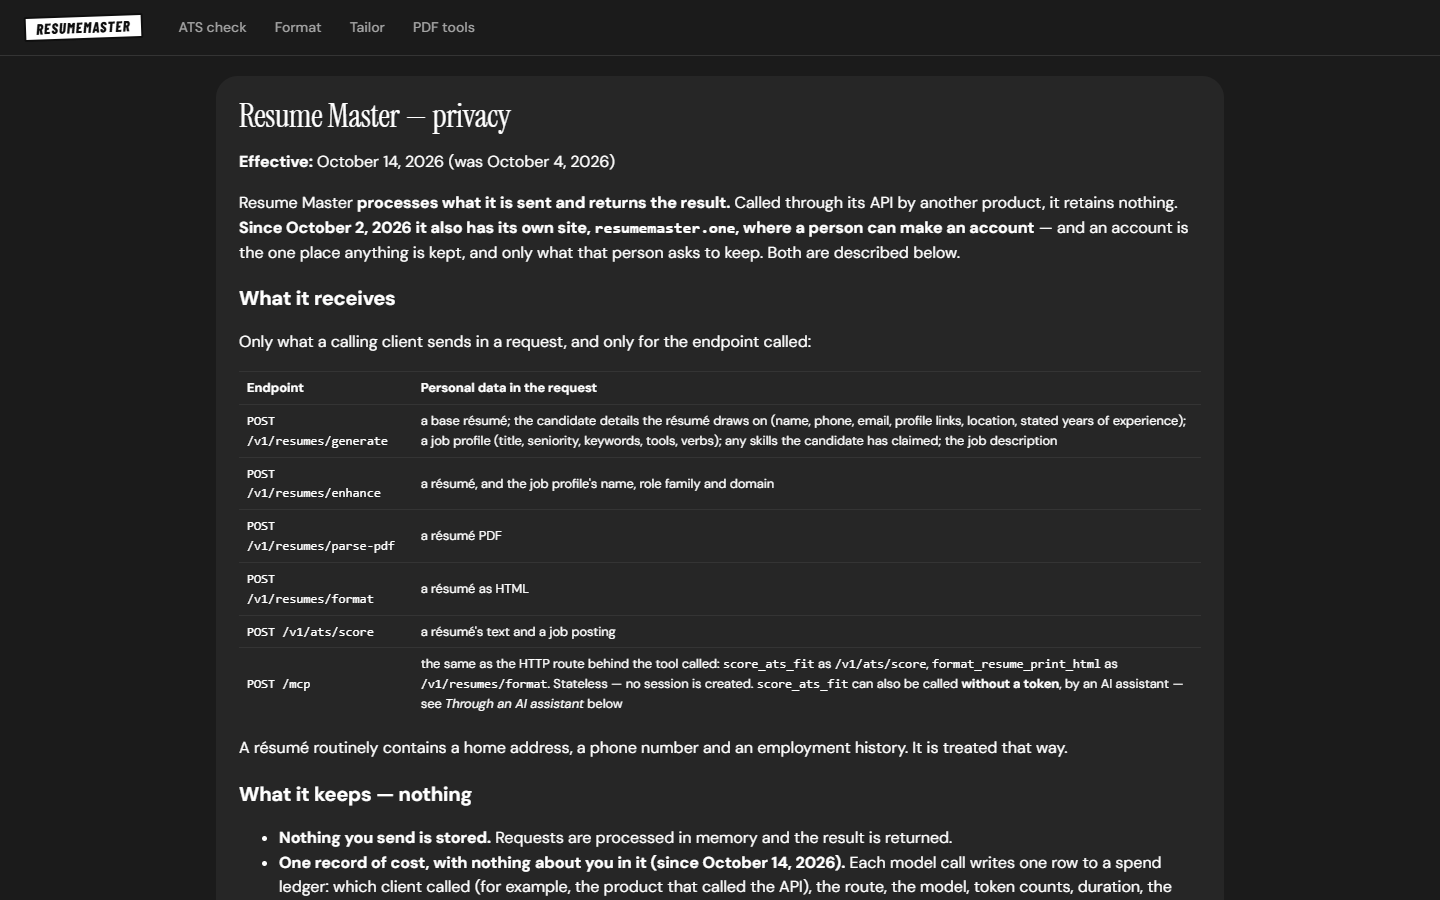 RESUMEMASTER
ATS check
Format
Tailor
PDF tools
Resume Master — privacy
Effective: October 14, 2026 (was October 4, 2026)
Resume Master processes what it is sent and returns the result. Called through its API by another product, it retains nothing.
Since October 2, 2026 it also has its own site, resumemaster.one, where a person can make an account — and an account is
the one place anything is kept, and only what that person asks to keep. Both are described below.
What it receives
Only what a calling client sends in a request, and only for the endpoint called:
Endpoint
Personal data in the request
POST
/v1/resumes/generate
a base résumé; the candidate details the résumé draws on (name, phone, email, profile links, location, stated years of experience);
a job profile (title, seniority, keywords, tools, verbs); any skills the candidate has claimed; the job description
POST
/v1/resumes/enhance
a résumé, and the job profile's name, role family and domain
POST
/v1/resumes/parse-pdf
a résumé PDF
POST
/v1/resumes/format
a résumé as HTML
POST /v1/ats/score
a résumé's text and a job posting
POST /mcp
the same as the HTTP route behind the tool called: score_ats_fit as /v1/ats/score, format_resume_print_html as
/v1/resumes/format. Stateless — no session is created. score_ats_fit can also be called without a token, by an AI assistant —
see Through an AI assistant below
A résumé routinely contains a home address, a phone number and an employment history. It is treated that way.
What it keeps — nothing
• Nothing you send is stored. Requests are processed in memory and the result is returned.
• One record of cost, with nothing about you in it (since October 14, 2026). Each model call writes one row to a spend
ledger: which client called (for example, the product that called the API), the route, the model, token counts, duration, the